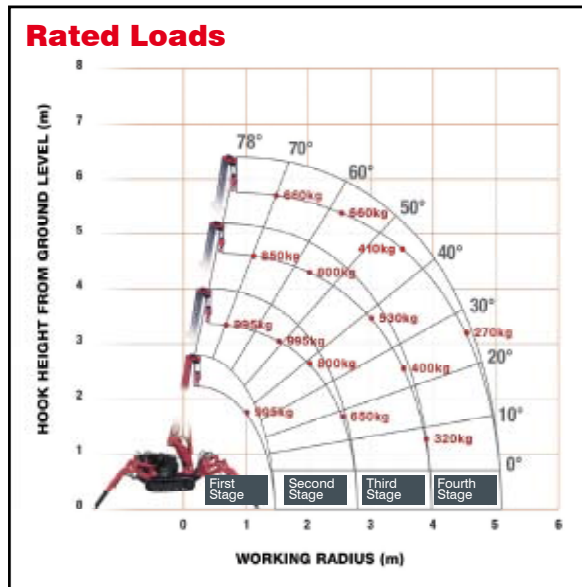 Rated Loads
HOOK HEIGHT FROM GROUND LEVEL (m)
8
7
6
5
4
3
2
1
0
78°
70°
60°
50°
40°
30°
20°
10°
0°
660kg
560kg
410kg
270kg
850kg
800kg
530kg
400kg
320kg
995kg
995kg
800kg
650kg
995kg
First Stage
Second Stage
Third Stage
Fourth Stage
0 1 2 3 4 5 6
WORKING RADIUS (m)